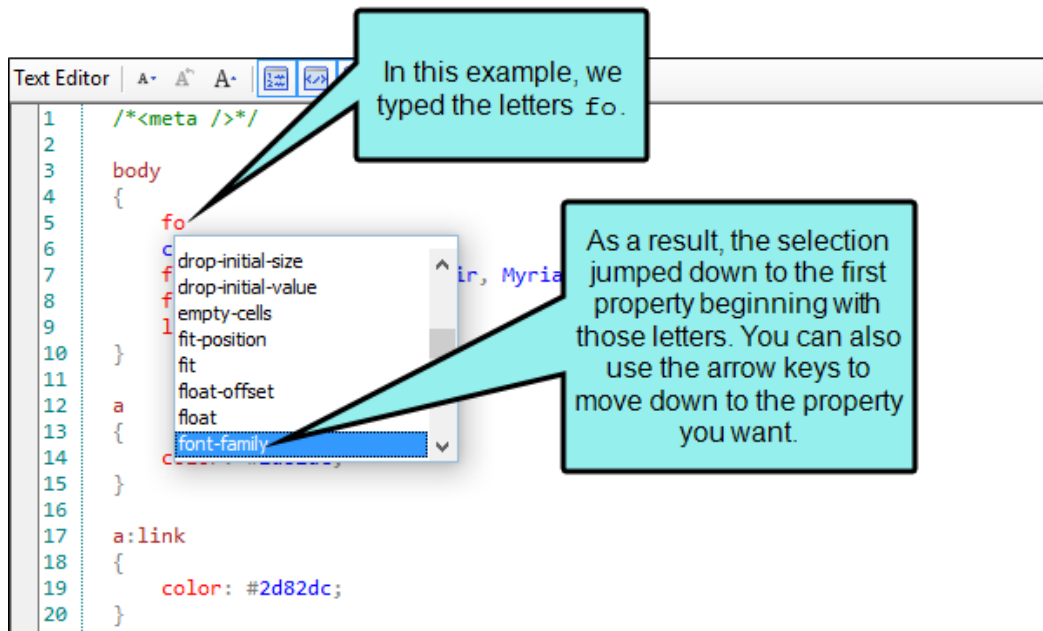 In this example, we
typed the letters fo.
Text Editor A A A
1 /*<meta />*/
2
3 body
4 {
5 fo
6 c
7 f ir, Myria
8 f
9 l
10 }
11
12 a
13 {
14
15 }
16
17 a:link
18 {
19 color: #2d82dc;
20 }
drop-initial-size
drop-initial-value
empty-cells
fit-position
fit
float-offset
float
font-family
As a result, the selection
jumped down to the first
property beginning with
those letters. You can also
use the arrow keys to
move down to the property
you want.